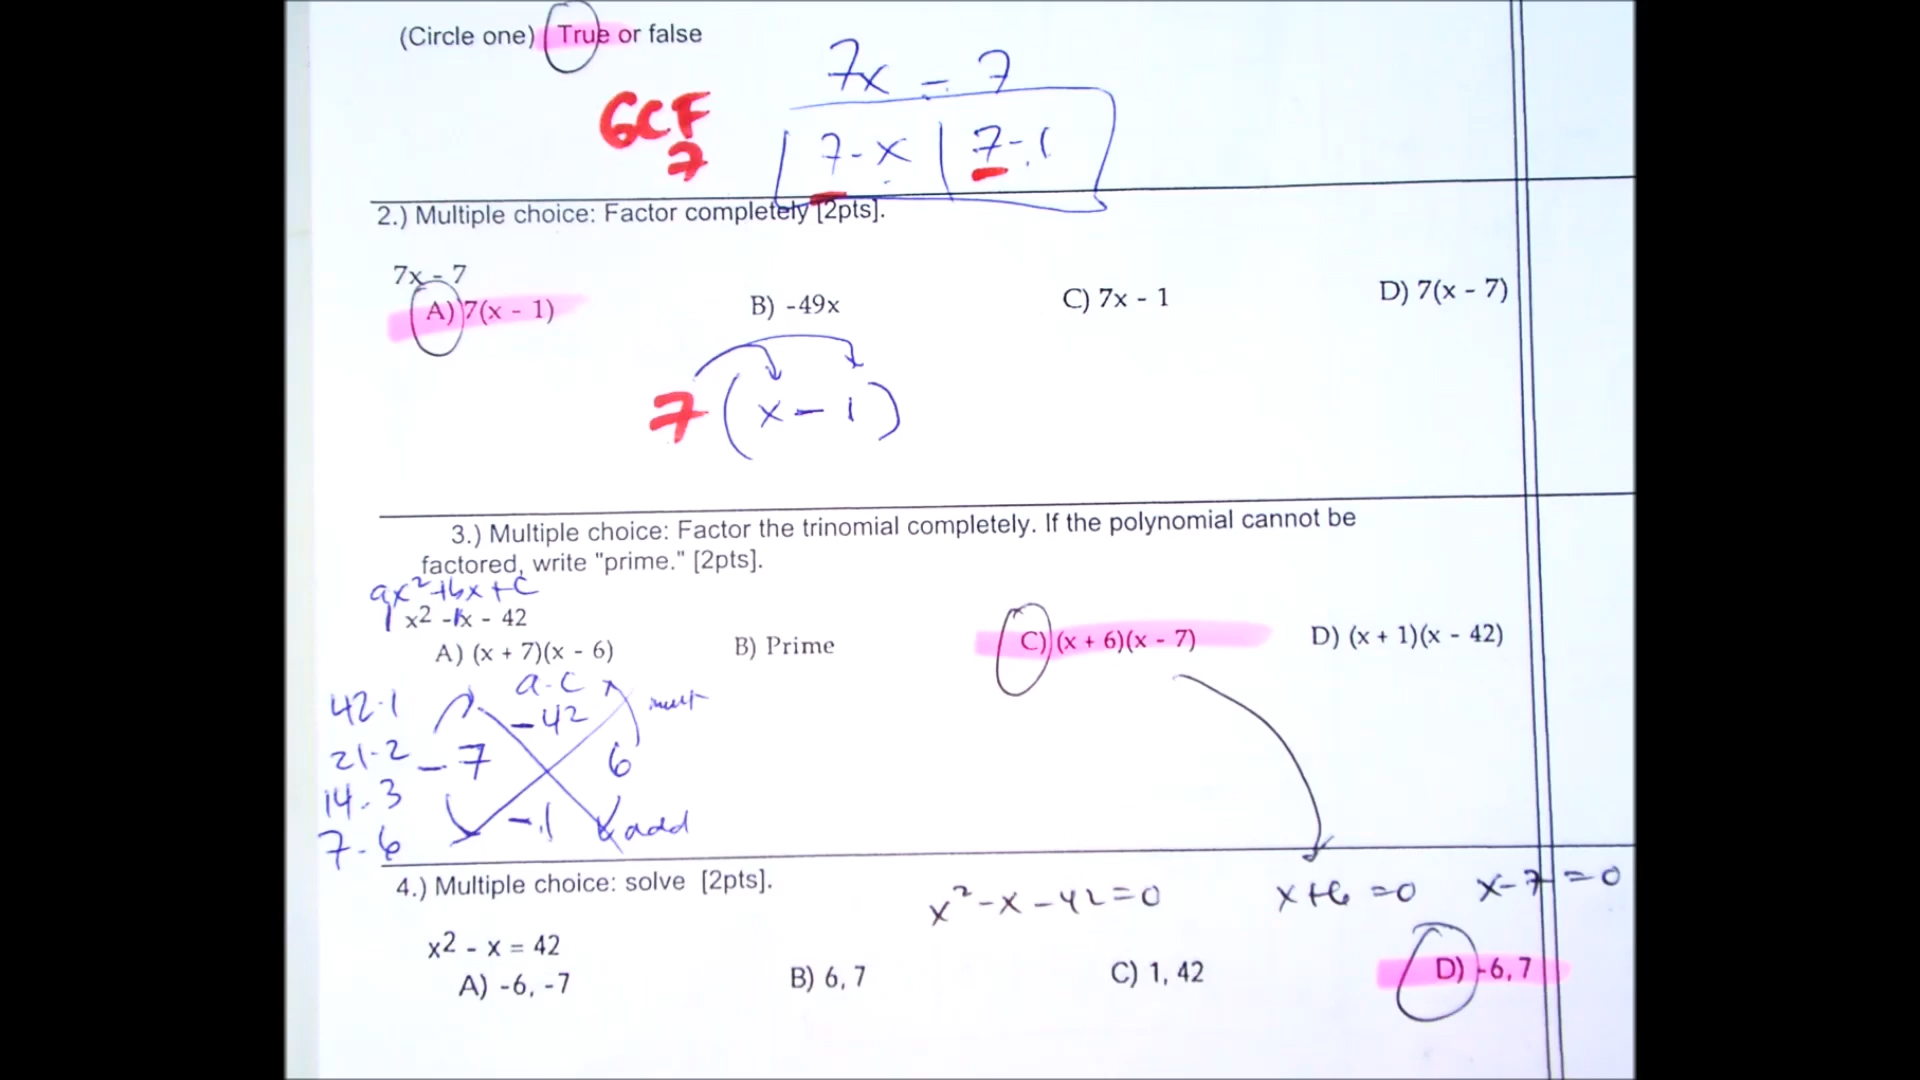 (Circle one) True or false
7x - 7
GCF
7
7 - x | 7 - 1
2.) Multiple choice: Factor completely [2pts].
7x - 7
A) 7(x - 1)
B) -49x
C) 7x - 1
D) 7(x - 7)
7 (x - 1)
3.) Multiple choice: Factor the trinomial completely. If the polynomial cannot be
factored, write "prime." [2pts].
ax² + bx + c
1 x2 - 1x - 42
A) (x + 7)(x - 6)
B) Prime
C) (x + 6)(x - 7)
D) (x + 1)(x - 42)
42·1
21·2
14·3
7·6
a·c
-42
mult
-7
6
-1
add
4.) Multiple choice: solve [2pts].
x² - x - 42 = 0
x + 6 = 0
x - 7 = 0
x2 - x = 42
A) -6, -7
B) 6, 7
C) 1, 42
D) -6, 7